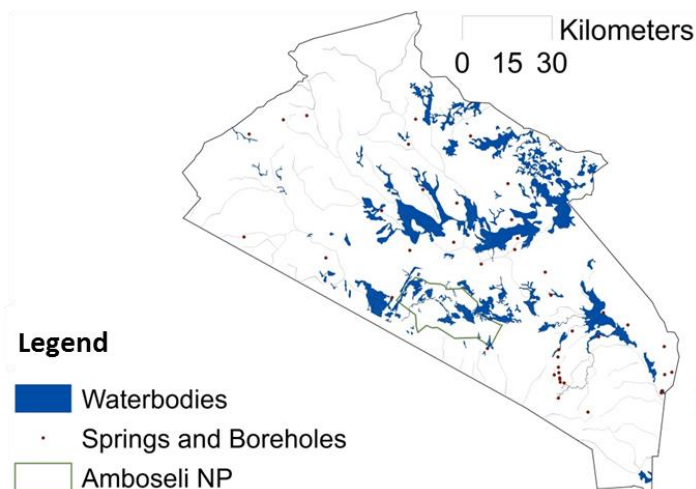 Kilometers
0 15 30
Legend
Waterbodies
Springs and Boreholes
Amboseli NP